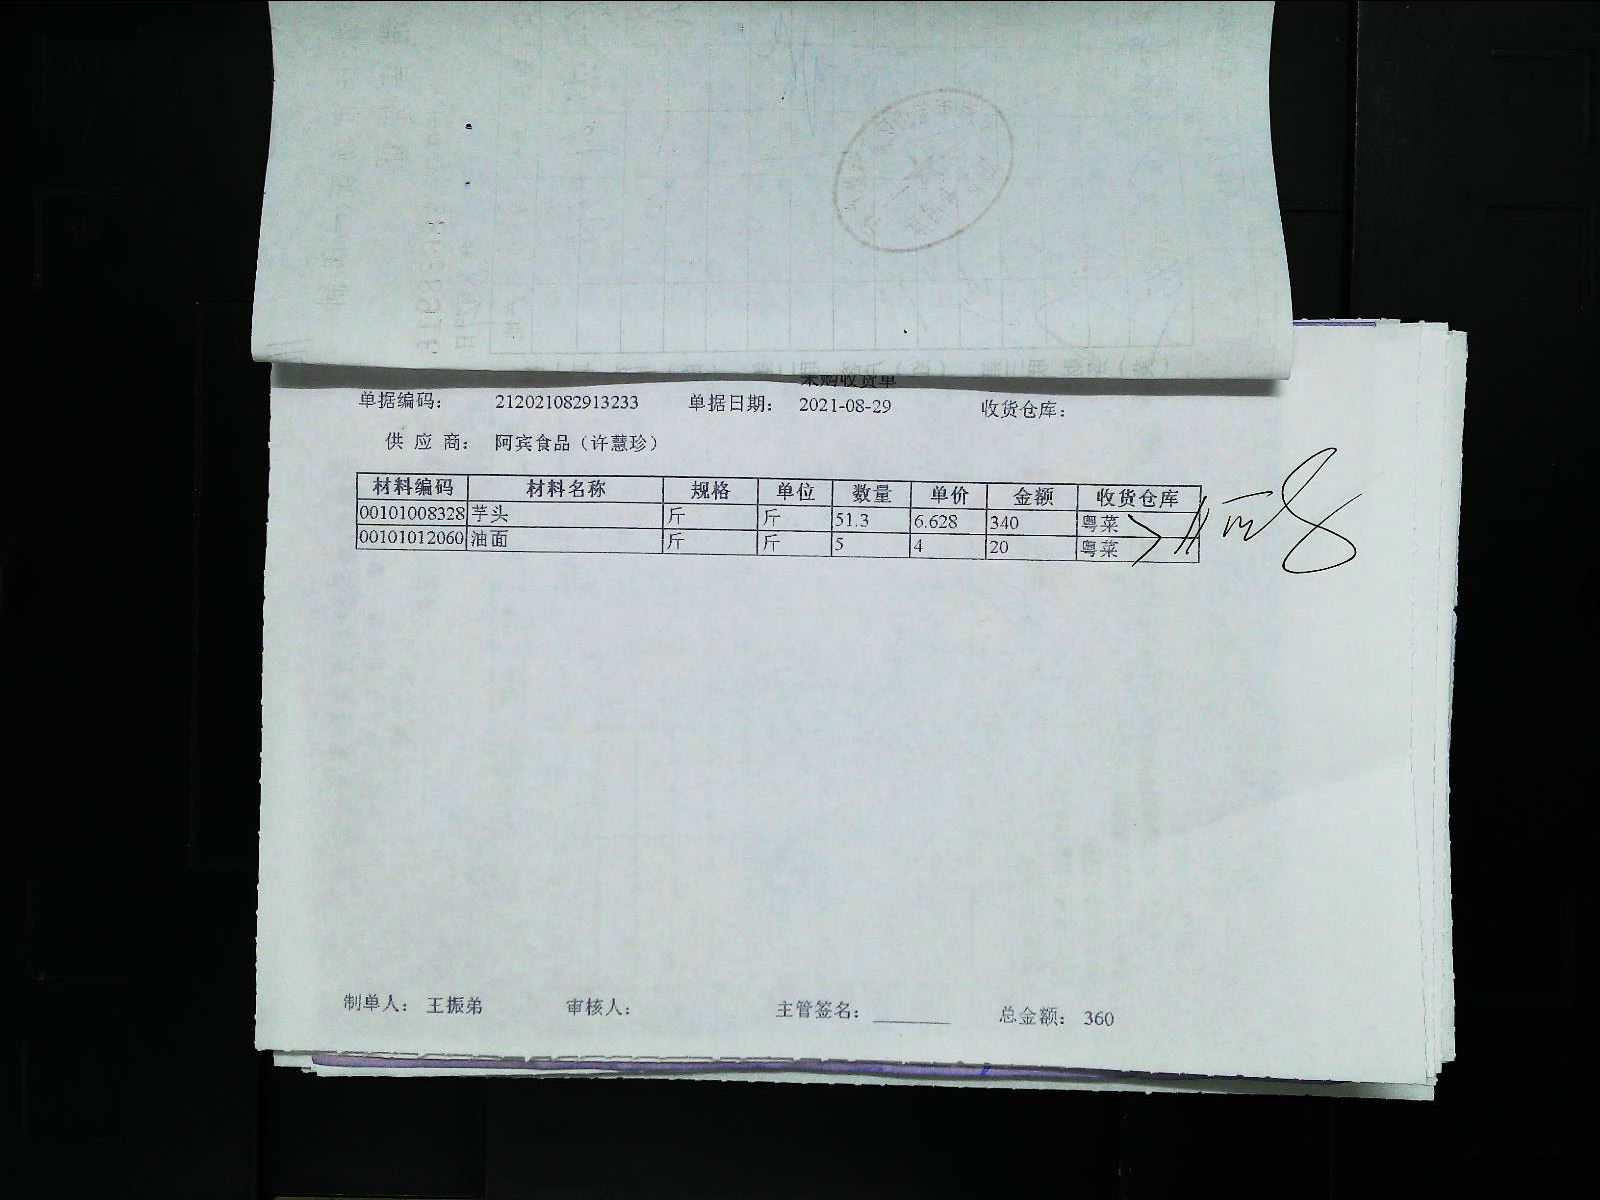 采购收货单
单据编码： 212021082913233 单据日期： 2021-08-29 收货仓库：
供 应 商： 阿宾食品（许慧珍）
材料编码 材料名称 规格 单位 数量 单价 金额 收货仓库
00101008328 芋头 斤 斤 51.3 6.628 340 粤菜
00101012060 油面 斤 斤 5 4 20 粤菜
制单人： 王振弟 审核人： 主管签名： 总金额： 360